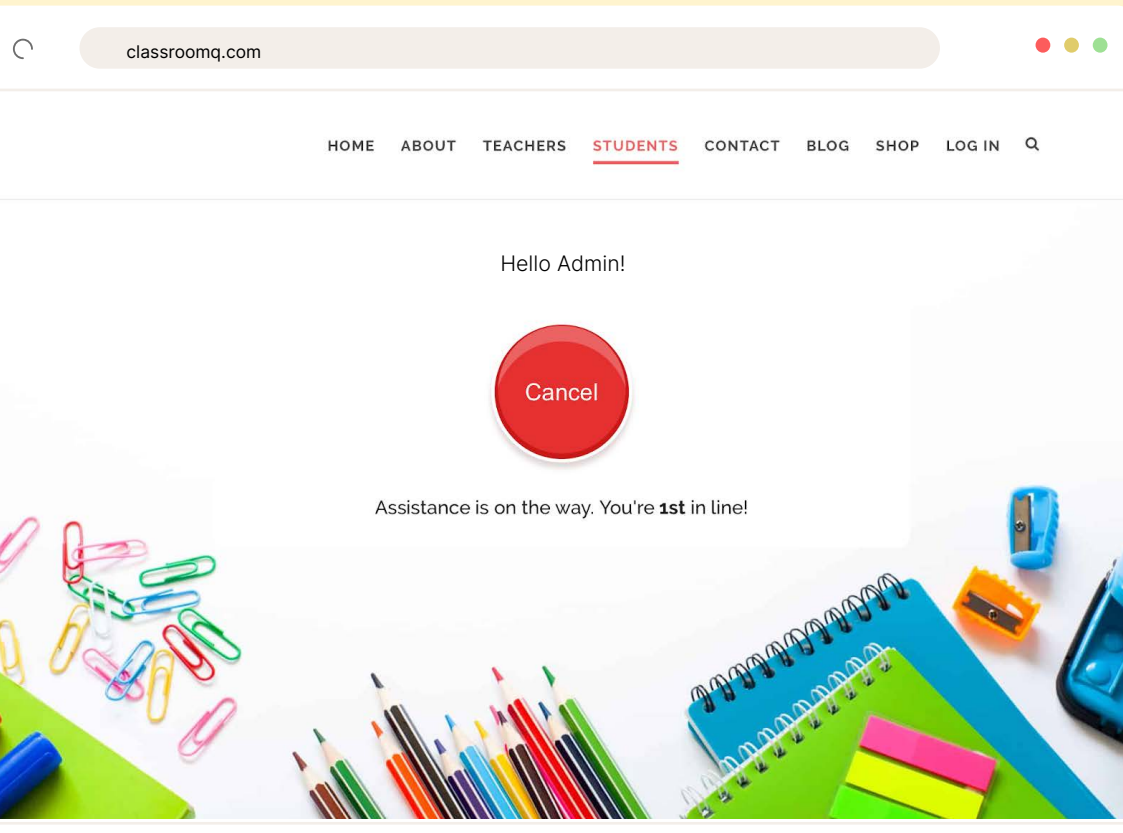 classroomq.com
HOME ABOUT TEACHERS STUDENTS CONTACT BLOG SHOP LOG IN
Hello Admin!
Cancel
Assistance is on the way. You're 1st in line!